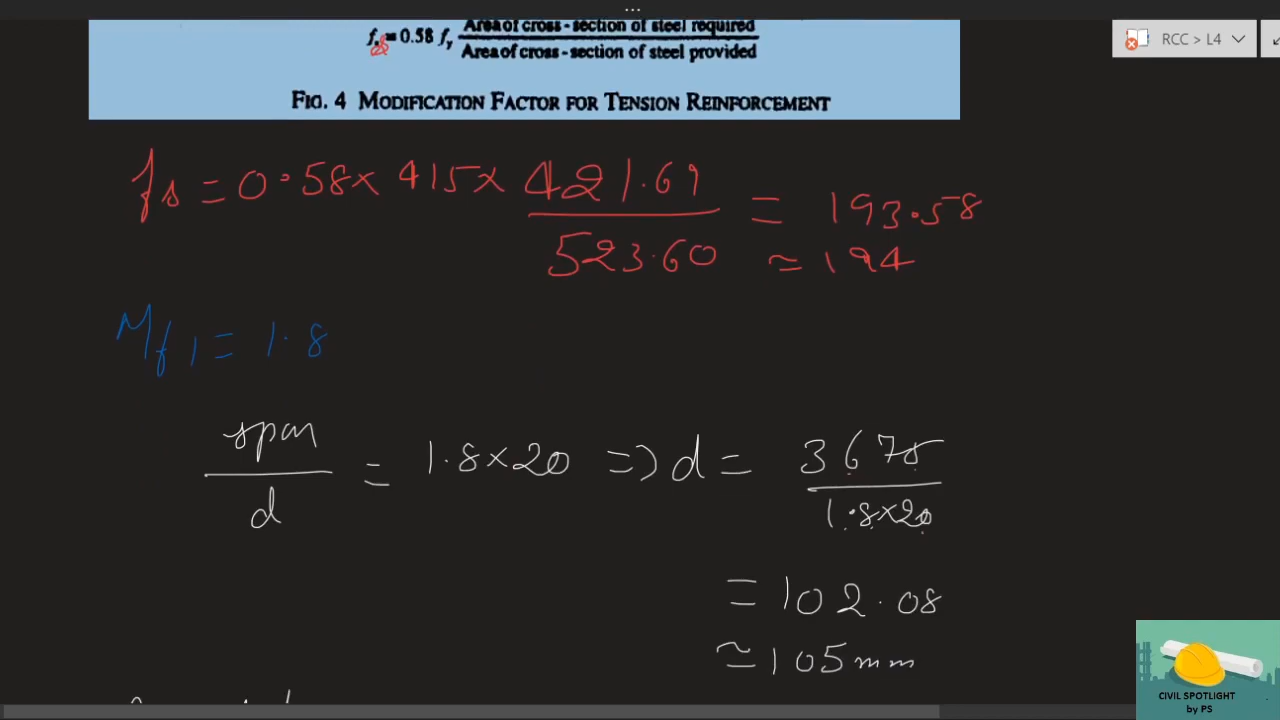 ...
RCC > L4
fs = 0.58 fy Area of cross - section of steel required
Area of cross - section of steel provided
FIG. 4 MODIFICATION FACTOR FOR TENSION REINFORCEMENT
fs = 0.58 × 415 × 421.69 = 193.58
523.60 ≃ 194
Mf1 = 1.8
span
d
= 1.8×20 => d = 3675
1.8×20
= 102.08
≃ 105mm
CIVIL SPOTLIGHT
by PS